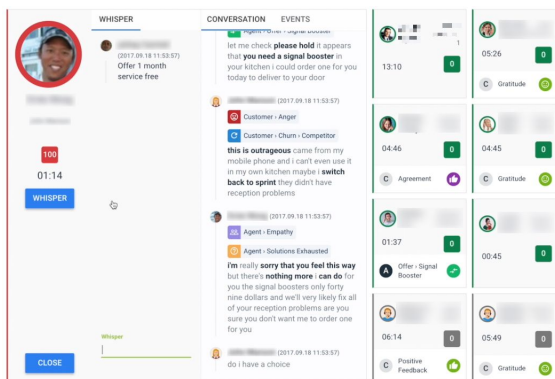 WHISPER
(2017.09.18 11:53:57)
Offer 1 month
service free
100
01:14
WHISPER
CLOSE
Whisper
CONVERSATION EVENTS
Agent › Offer › Signal Booster
let me check please hold it appears
that you need a signal booster in
your kitchen i could order one for you
today to deliver to your door
(2017.09.18 11:53:57)
Customer › Anger
Customer › Churn › Competitor
this is outrageous came from my
mobile phone and i can't even use it
in my own kitchen maybe i switch
back to sprint they didn't have
reception problems
(2017.09.18 11:53:57)
Agent › Empathy
Agent › Solutions Exhausted
i'm really sorry that you feel this way
but there's nothing more i can do for
you the signal boosters only forty
nine dollars and we'll very likely fix all
of your reception problems are you
sure you don't want me to order one
for you
(2017.09.18 11:53:57)
do i have a choice
1
13:10 0
05:26 0
C Gratitude
04:46 0
C Agreement
04:45 0
C Gratitude
01:37 0
A Offer › Signal
Booster
00:45 0
06:14 0
C Positive
Feedback
05:49 0
C Gratitude